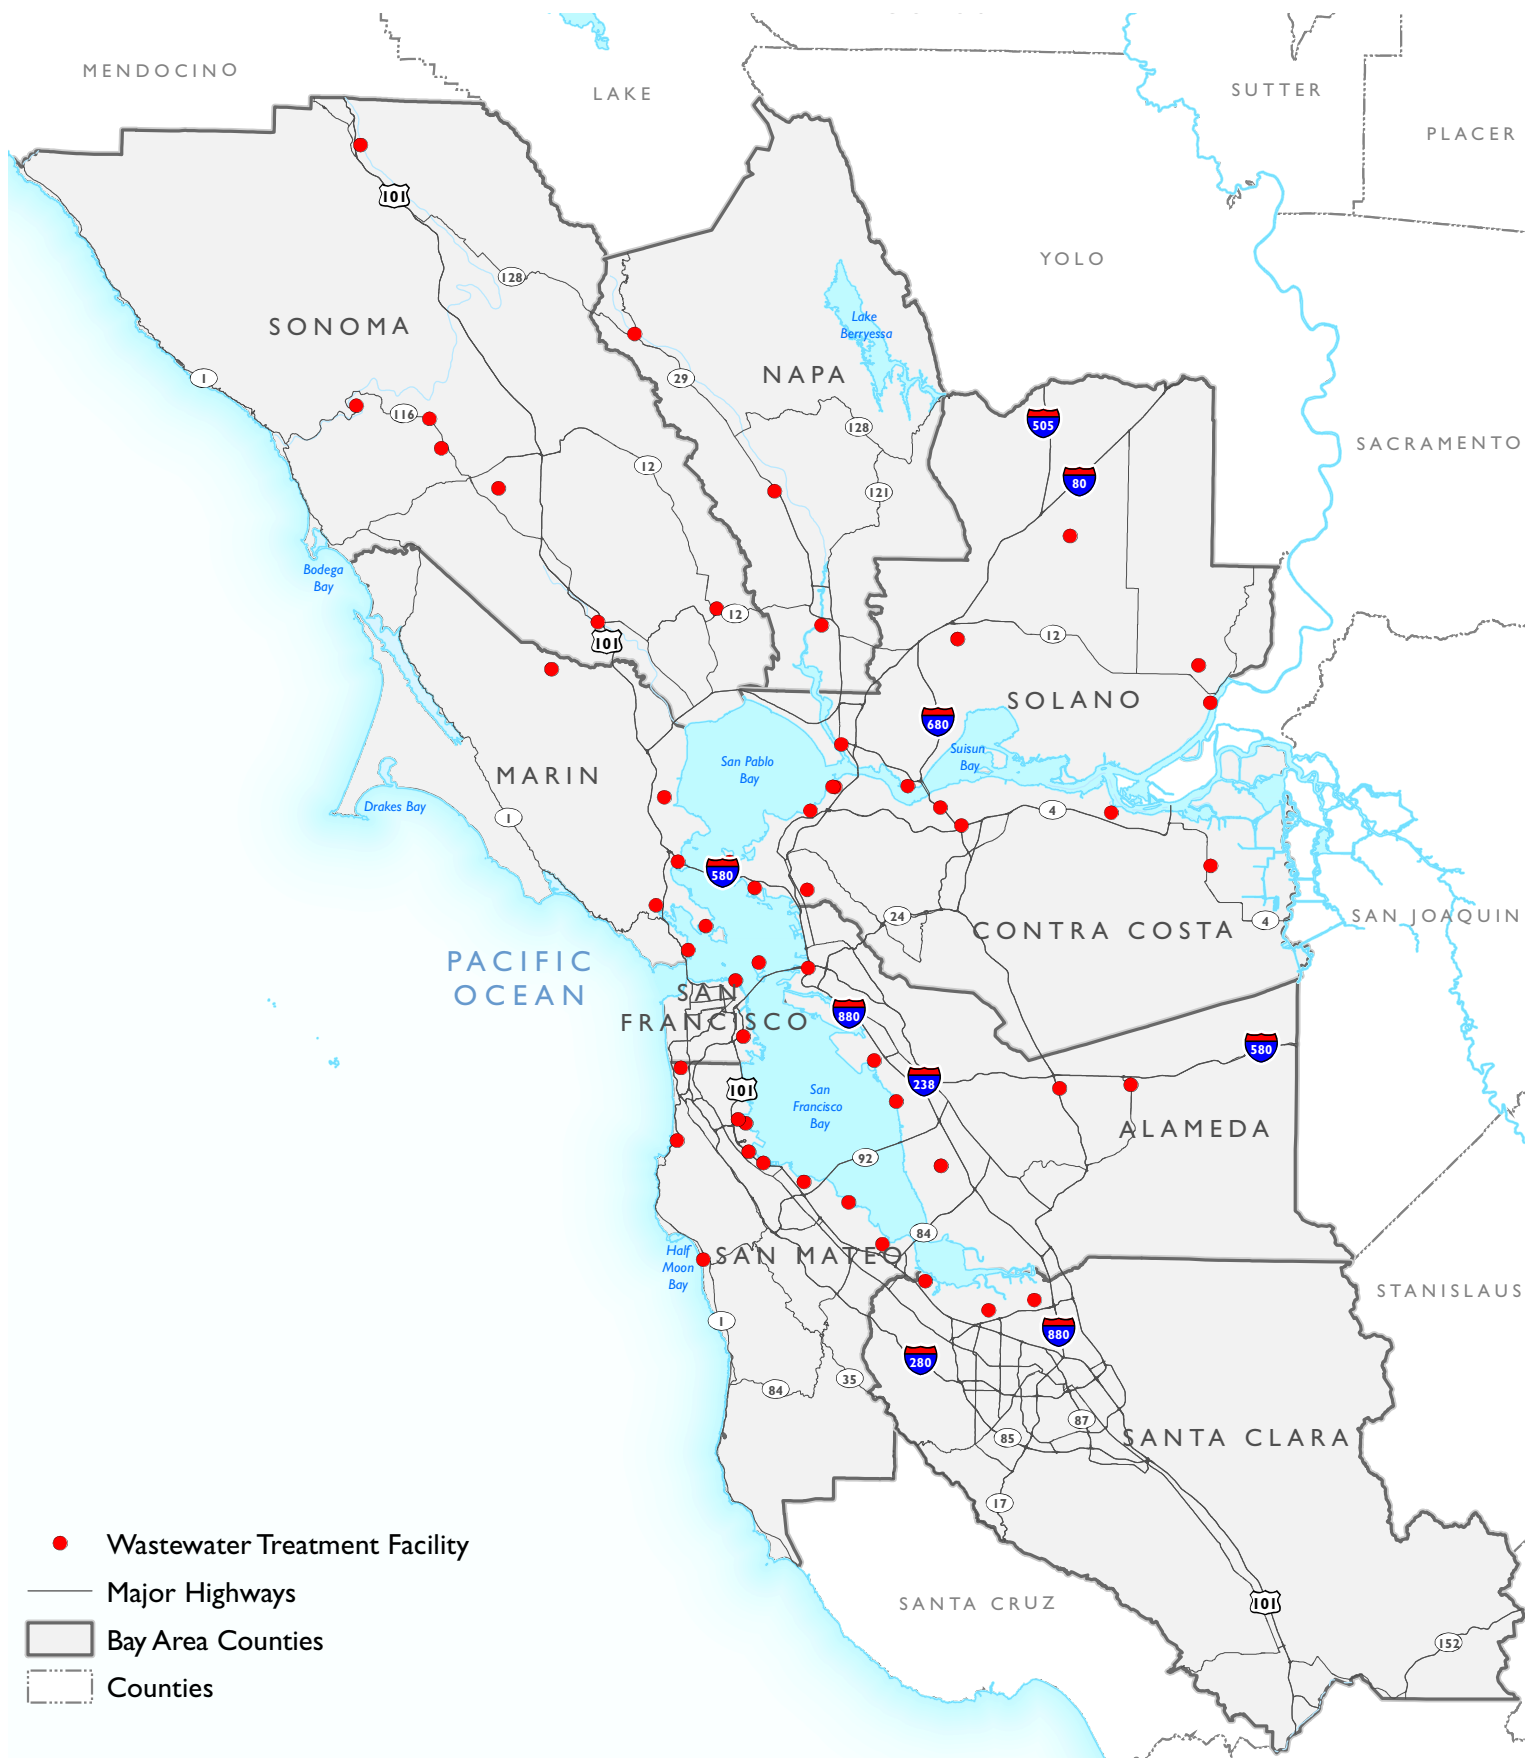 MENDOCINO
LAKE
SUTTER
PLACER
101
YOLO
128
SONOMA
Lake
Berryessa
1
29
NAPA
116
128
505
SACRAMENTO
12
80
121
Bodega
Bay
12
12
101
SOLANO
680
San Pablo
Bay
Suisun
Bay
MARIN
Drakes Bay
1
4
580
24
4
SAN JOAQUIN
CONTRA COSTA
PACIFIC
OCEAN
SAN
FRANCISCO
880
580
238
101
San
Francisco
Bay
ALAMEDA
92
84
Half
Moon
Bay
SAN MATEO
STANISLAUS
1
880
280
35
84
87
85
SANTA CLARA
17
Wastewater Treatment Facility
Major Highways
SANTA CRUZ
101
Bay Area Counties
152
Counties